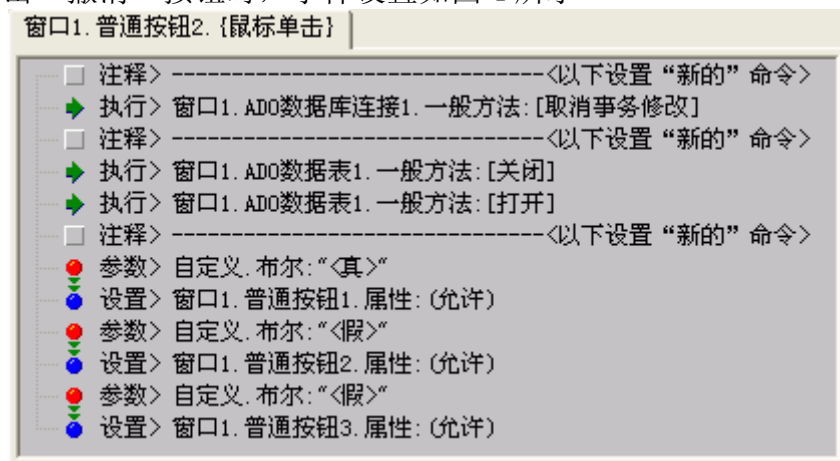 窗口1.普通按钮2.{鼠标单击}
注释> ---------------------------------<以下设置“新的”命令>
执行> 窗口1.ADO数据库连接1.一般方法:[取消事务修改]
注释> ---------------------------------<以下设置“新的”命令>
执行> 窗口1.ADO数据表1.一般方法:[关闭]
执行> 窗口1.ADO数据表1.一般方法:[打开]
注释> ---------------------------------<以下设置“新的”命令>
参数> 自定义.布尔:"<真>"
设置> 窗口1.普通按钮1.属性:(允许)
参数> 自定义.布尔:"<假>"
设置> 窗口1.普通按钮2.属性:(允许)
参数> 自定义.布尔:"<假>"
设置> 窗口1.普通按钮3.属性:(允许)